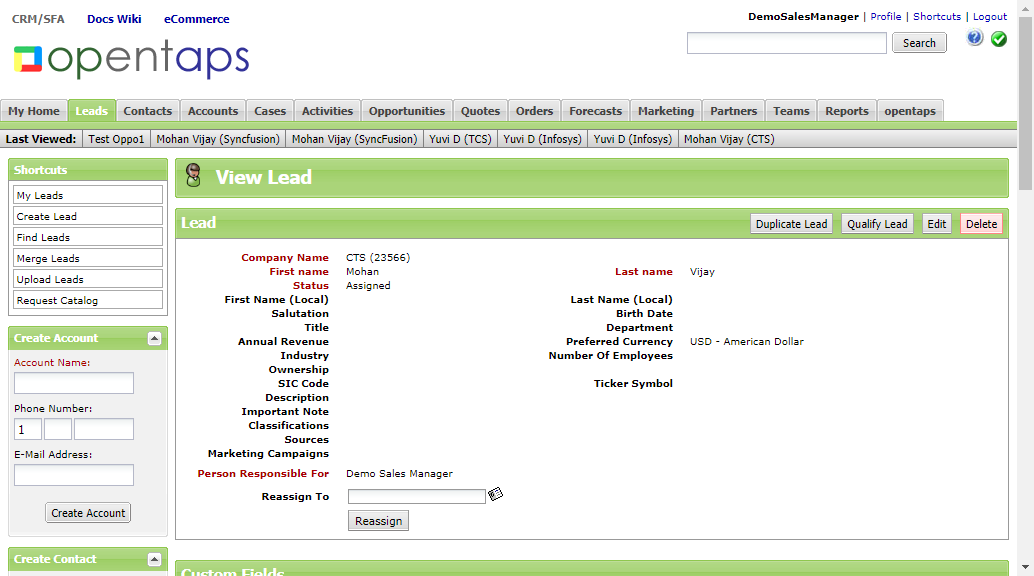 CRM/SFA Docs Wiki eCommerce
DemoSalesManager | Profile | Shortcuts | Logout
opentaps
Search
My Home Leads Contacts Accounts Cases Activities Opportunities Quotes Orders Forecasts Marketing Partners Teams Reports opentaps
Last Viewed: Test Oppo1 Mohan Vijay (Syncfusion) Mohan Vijay (SyncFusion) Yuvi D (TCS) Yuvi D (Infosys) Yuvi D (Infosys) Mohan Vijay (CTS)
Shortcuts
My Leads
Create Lead
Find Leads
Merge Leads
Upload Leads
Request Catalog
Create Account
Account Name:
Phone Number:
1
E-Mail Address:
Create Account
Create Contact
View Lead
Lead
Duplicate Lead Qualify Lead Edit Delete
Company Name CTS (23566)
First name Mohan Last name Vijay
Status Assigned
First Name (Local) Last Name (Local)
Salutation Birth Date
Title Department
Annual Revenue Preferred Currency USD - American Dollar
Industry Number Of Employees
Ownership
SIC Code Ticker Symbol
Description
Important Note
Classifications
Sources
Marketing Campaigns
Person Responsible For Demo Sales Manager
Reassign To
Reassign
Custom Fields